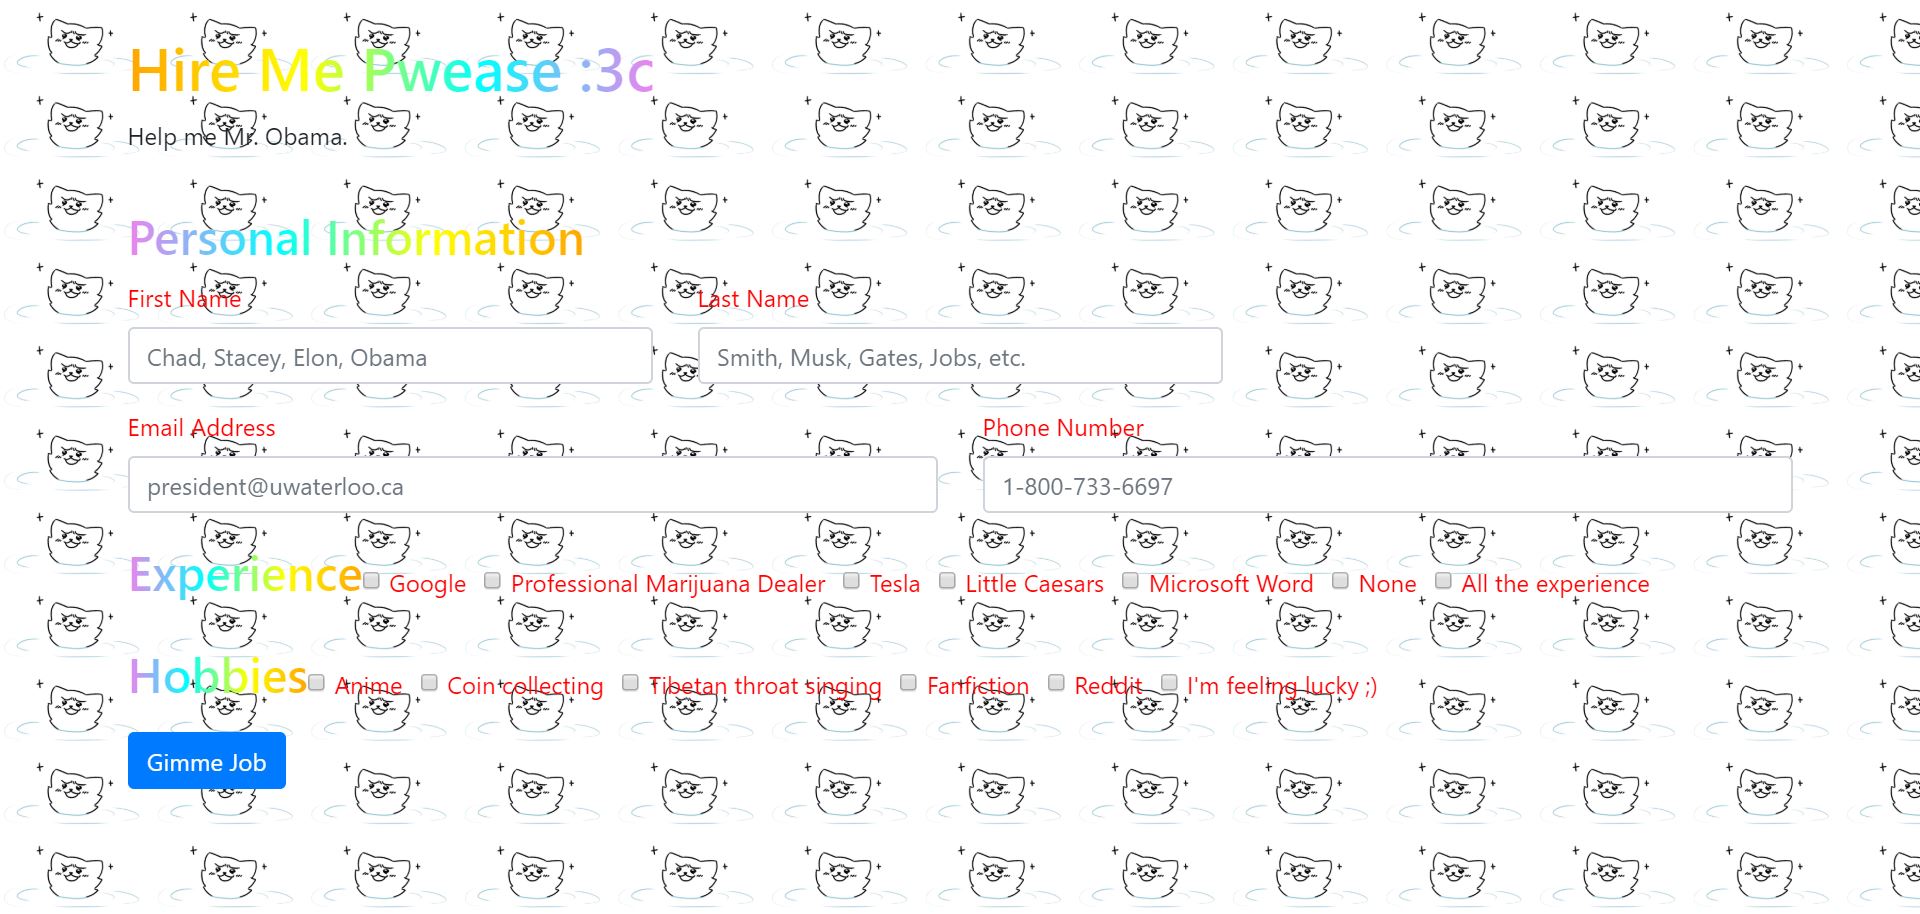 Hire Me Pwease :3c
Help me Mr. Obama.
Personal Information
First Name Last Name
Chad, Stacey, Elon, Obama Smith, Musk, Gates, Jobs, etc.
Email Address Phone Number
president@uwaterloo.ca 1-800-733-6697
Experience Google Professional Marijuana Dealer Tesla Little Caesars Microsoft Word None All the experience
Hobbies Anime Coin collecting Tibetan throat singing Fanfiction Reddit I'm feeling lucky ;)
Gimme Job